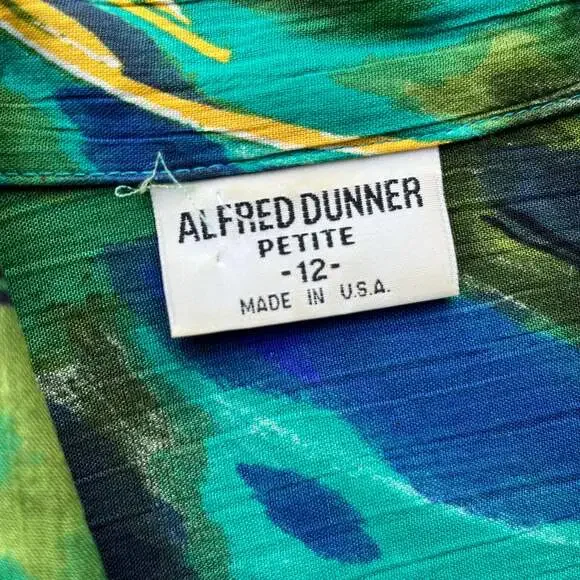 ALFRED DUNNER
PETITE
-12-
MADE IN U.S.A.